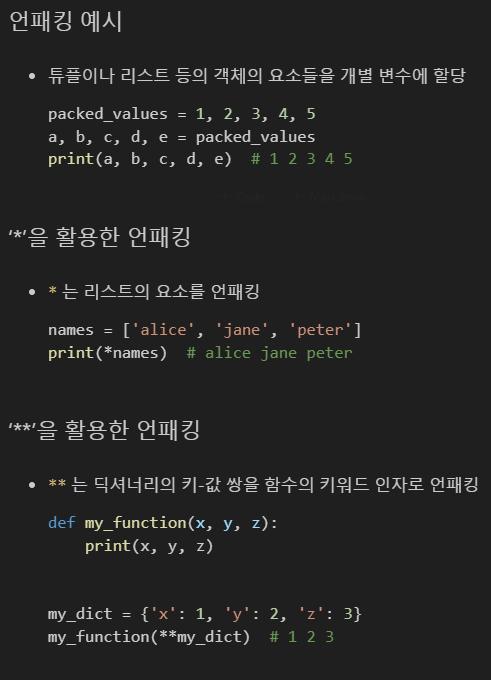 언패킹 예시
• 튜플이나 리스트 등의 객체의 요소들을 개별 변수에 할당
packed_values = 1, 2, 3, 4, 5
a, b, c, d, e = packed_values
print(a, b, c, d, e)  # 1 2 3 4 5
‘*’을 활용한 언패킹
• * 는 리스트의 요소를 언패킹
names = ['alice', 'jane', 'peter']
print(*names)  # alice jane peter
‘**’을 활용한 언패킹
• ** 는 딕셔너리의 키-값 쌍을 함수의 키워드 인자로 언패킹
def my_function(x, y, z):
    print(x, y, z)
my_dict = {'x': 1, 'y': 2, 'z': 3}
my_function(**my_dict)  # 1 2 3